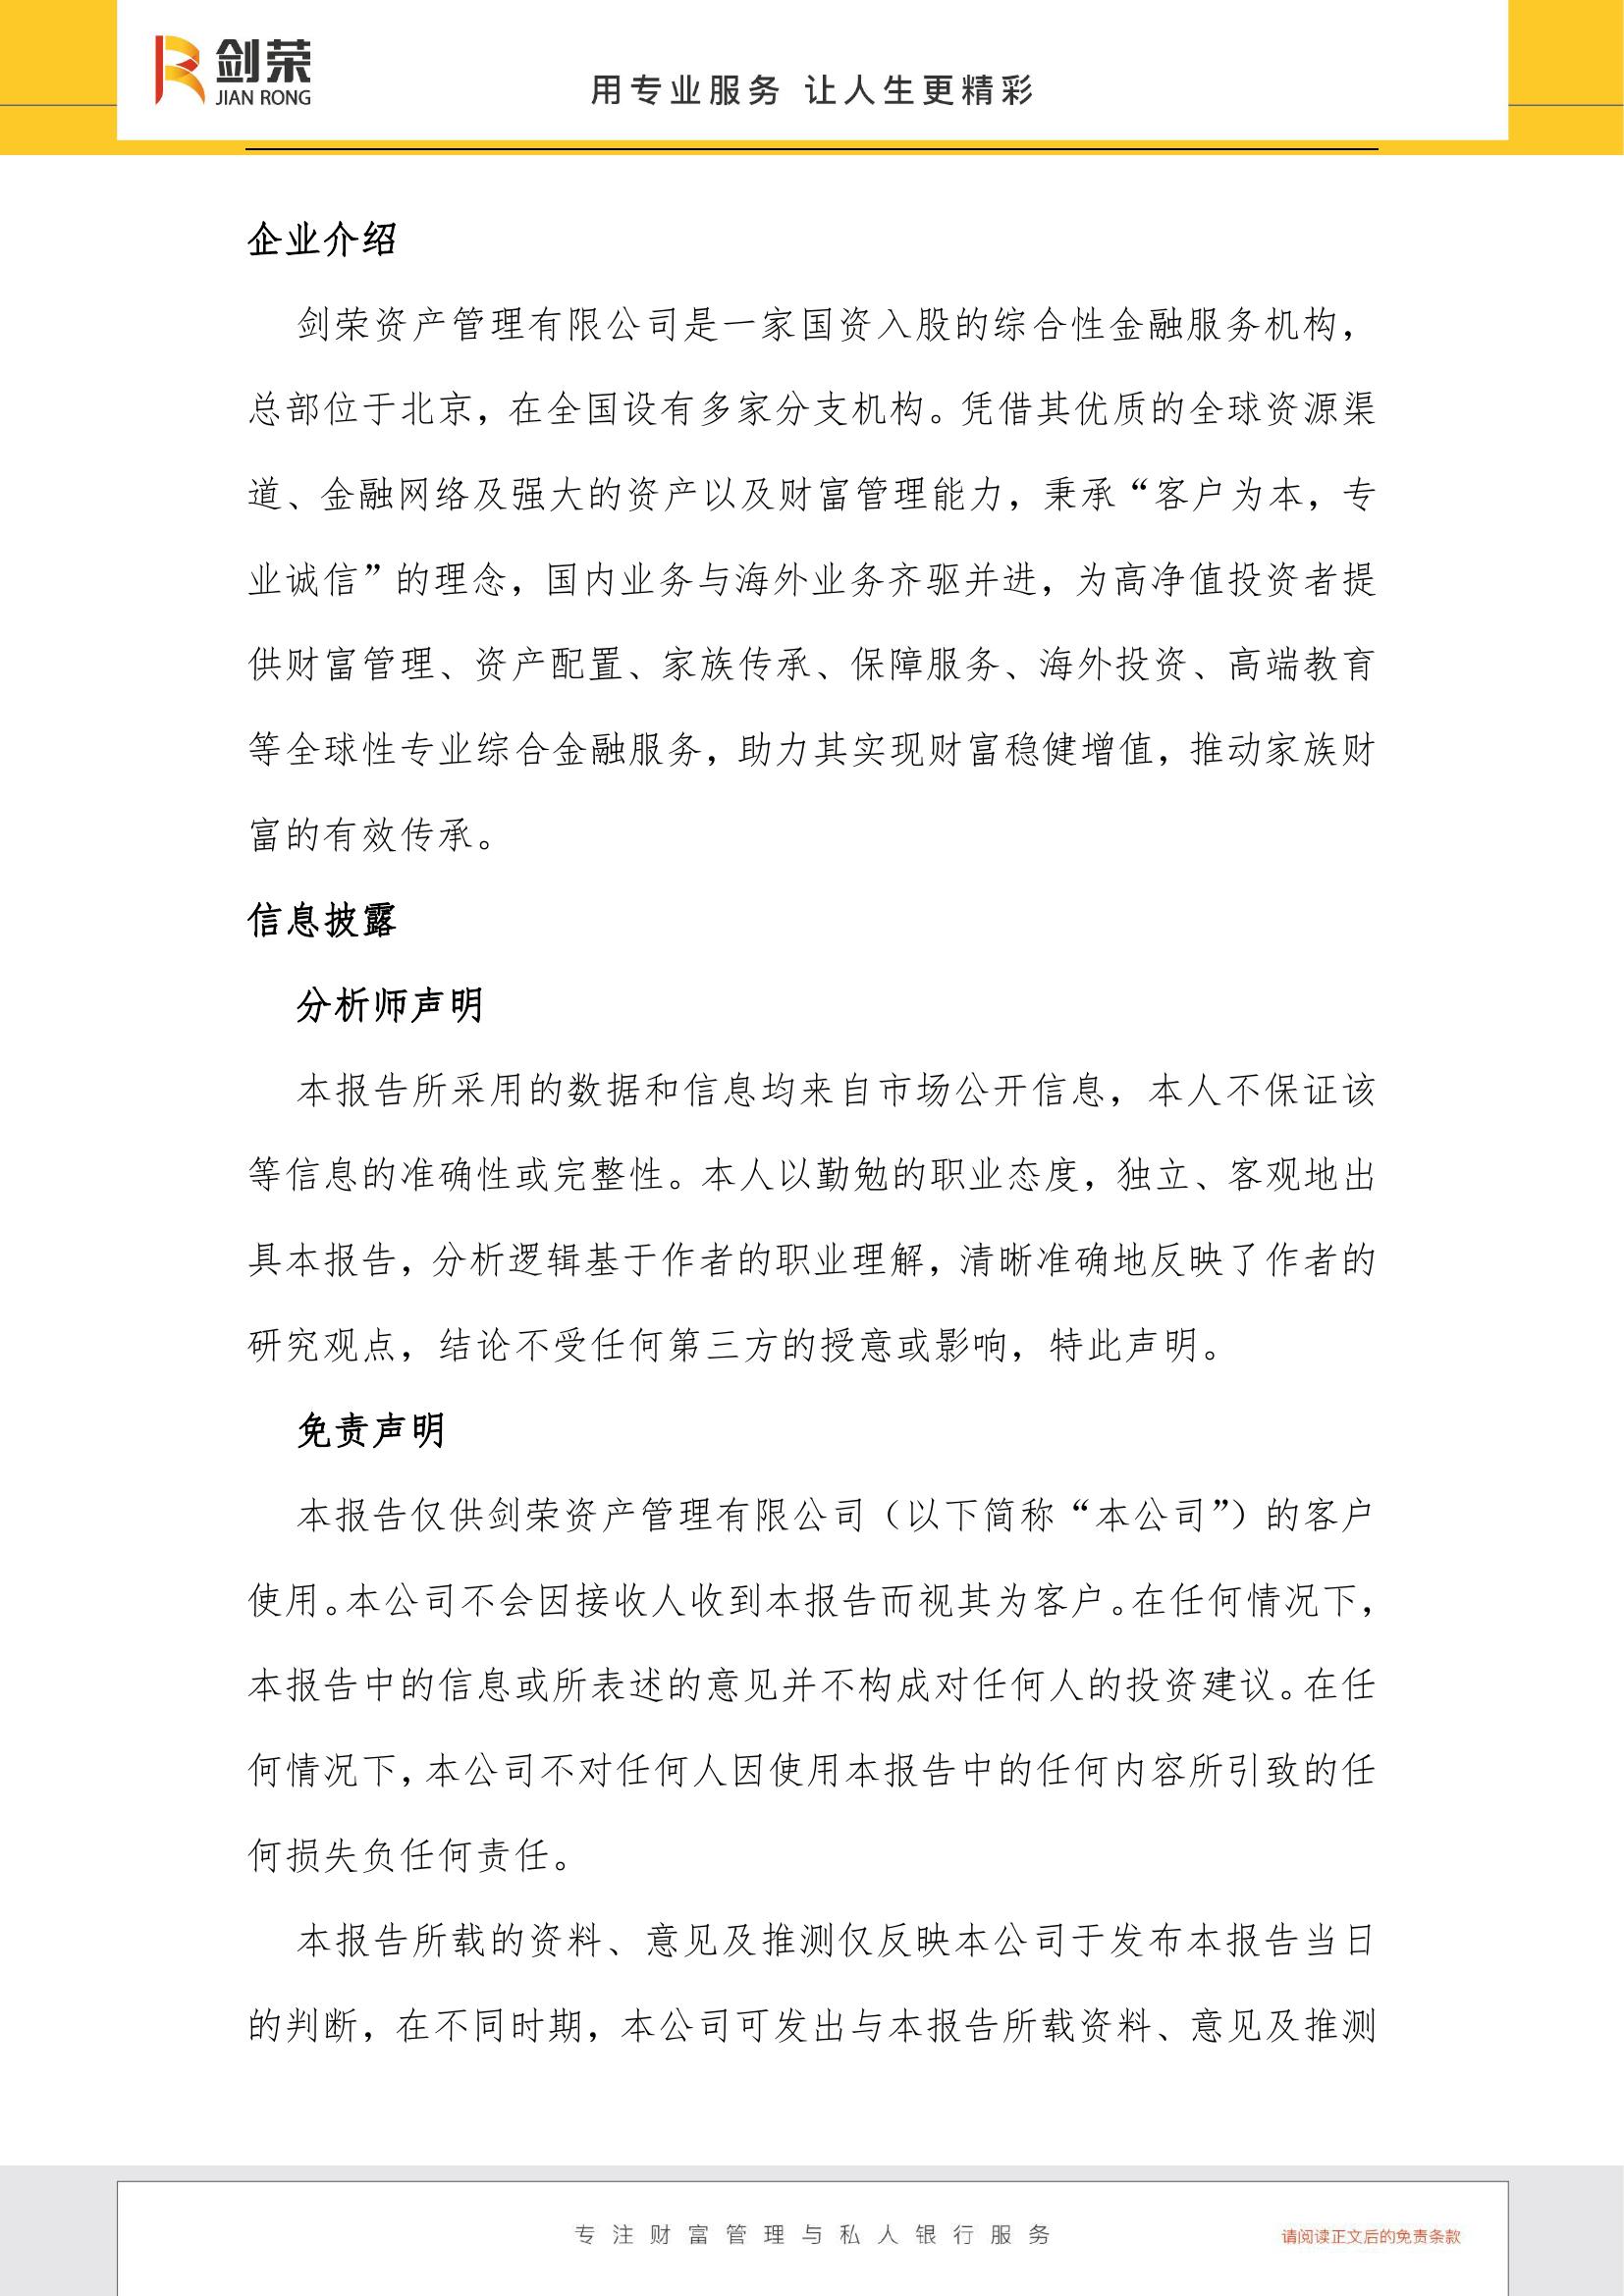 剑荣
JIAN RONG
用专业服务 让人生更精彩
企业介绍
剑荣资产管理有限公司是一家国资入股的综合性金融服务机构，
总部位于北京，在全国设有多家分支机构。凭借其优质的全球资源渠
道、金融网络及强大的资产以及财富管理能力，秉承“客户为本，专
业诚信”的理念，国内业务与海外业务齐驱并进，为高净值投资者提
供财富管理、资产配置、家族传承、保障服务、海外投资、高端教育
等全球性专业综合金融服务，助力其实现财富稳健增值，推动家族财
富的有效传承。
信息披露
分析师声明
本报告所采用的数据和信息均来自市场公开信息，本人不保证该
等信息的准确性或完整性。本人以勤勉的职业态度，独立、客观地出
具本报告，分析逻辑基于作者的职业理解，清晰准确地反映了作者的
研究观点，结论不受任何第三方的授意或影响，特此声明。
免责声明
本报告仅供剑荣资产管理有限公司（以下简称“本公司”）的客户
使用。本公司不会因接收人收到本报告而视其为客户。在任何情况下，
本报告中的信息或所表述的意见并不构成对任何人的投资建议。在任
何情况下，本公司不对任何人因使用本报告中的任何内容所引致的任
何损失负任何责任。
本报告所载的资料、意见及推测仅反映本公司于发布本报告当日
的判断，在不同时期，本公司可发出与本报告所载资料、意见及推测
专注财富管理与私人银行服务
请阅读正文后的免责条款